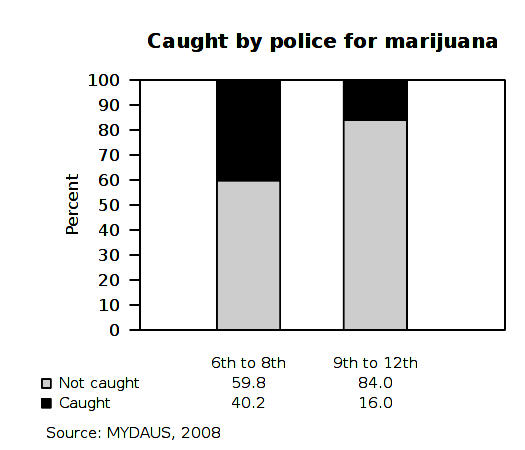 Caught by police for marijuana
100
90
80
70
60
50
40
30
20
10
0
Percent
6th to 8th 9th to 12th
Not caught 59.8 84.0
Caught 40.2 16.0
Source: MYDAUS, 2008